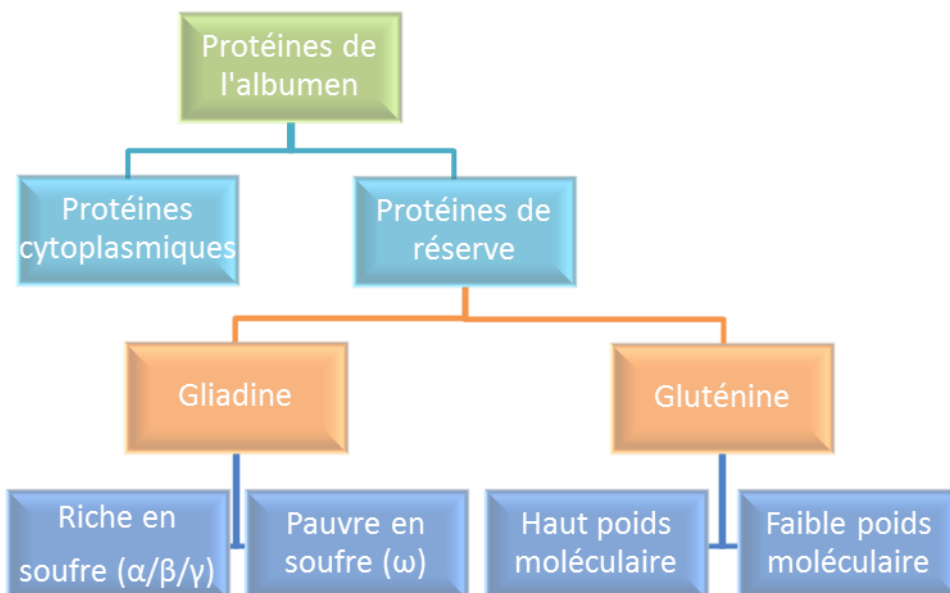 Protéines de
l'albumen
Protéines
cytoplasmiques
Protéines de
réserve
Gliadine
Gluténine
Riche en
soufre (α/β/γ)
Pauvre en
soufre (ω)
Haut poids
moléculaire
Faible poids
moléculaire